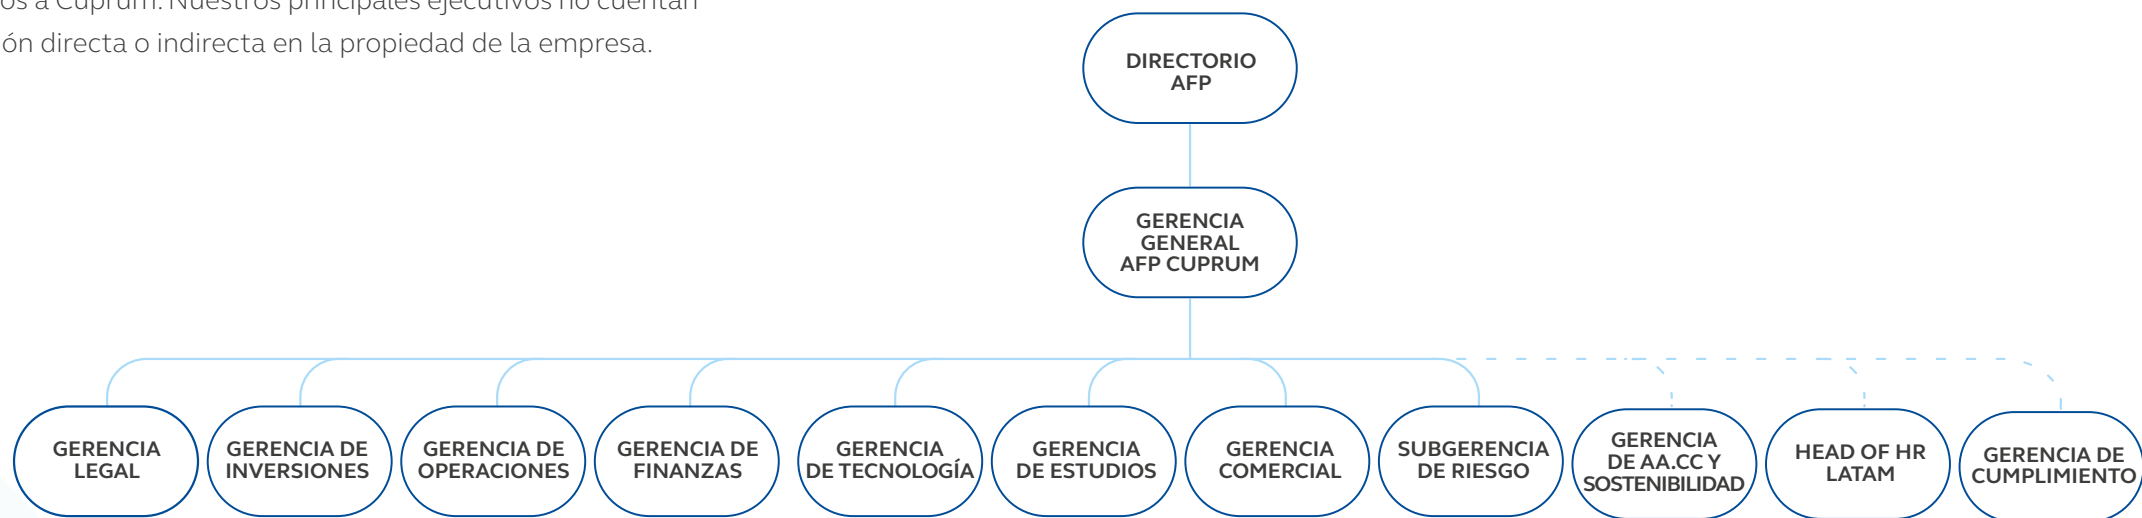 a Cuprum. Nuestros principales ejecutivos no cuentan
directa o indirecta en la propiedad de la empresa.
DIRECTORIO
AFP
GERENCIA
GENERAL
AFP CUPRUM
GERENCIA
LEGAL
GERENCIA DE
INVERSIONES
GERENCIA DE
OPERACIONES
GERENCIA DE
FINANZAS
GERENCIA
DE TECNOLOGÍA
GERENCIA
DE ESTUDIOS
GERENCIA
COMERCIAL
SUBGERENCIA
DE RIESGO
GERENCIA
DE AA.CC Y
SOSTENIBILIDAD
HEAD OF HR
LATAM
GERENCIA DE
CUMPLIMIENTO